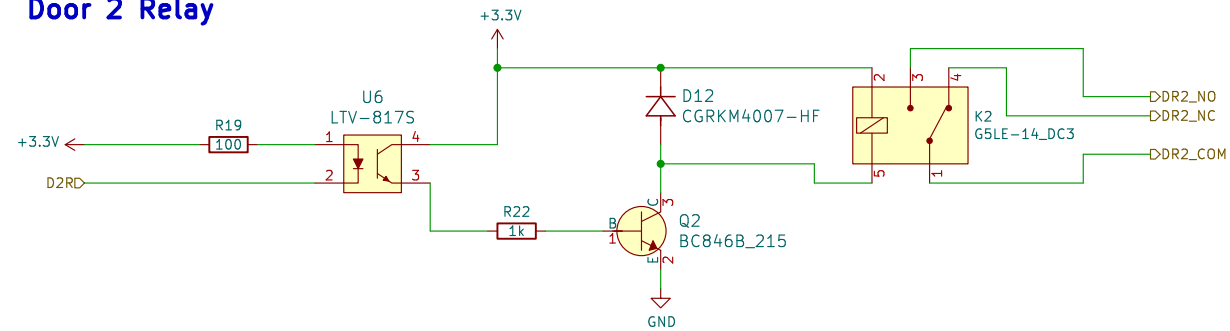 Door 2 Relay
+3.3V
U6
LTV-817S
D12
CGRKM4007-HF
2
3
4
K2
G5LE-14_DC3
DR2_NO
DR2_NC
DR2_COM
5
1
+3.3V
R19
100
1
4
D2R
2
3
R22
1k
B
1
C
3
Q2
BC846B_215
E
2
GND